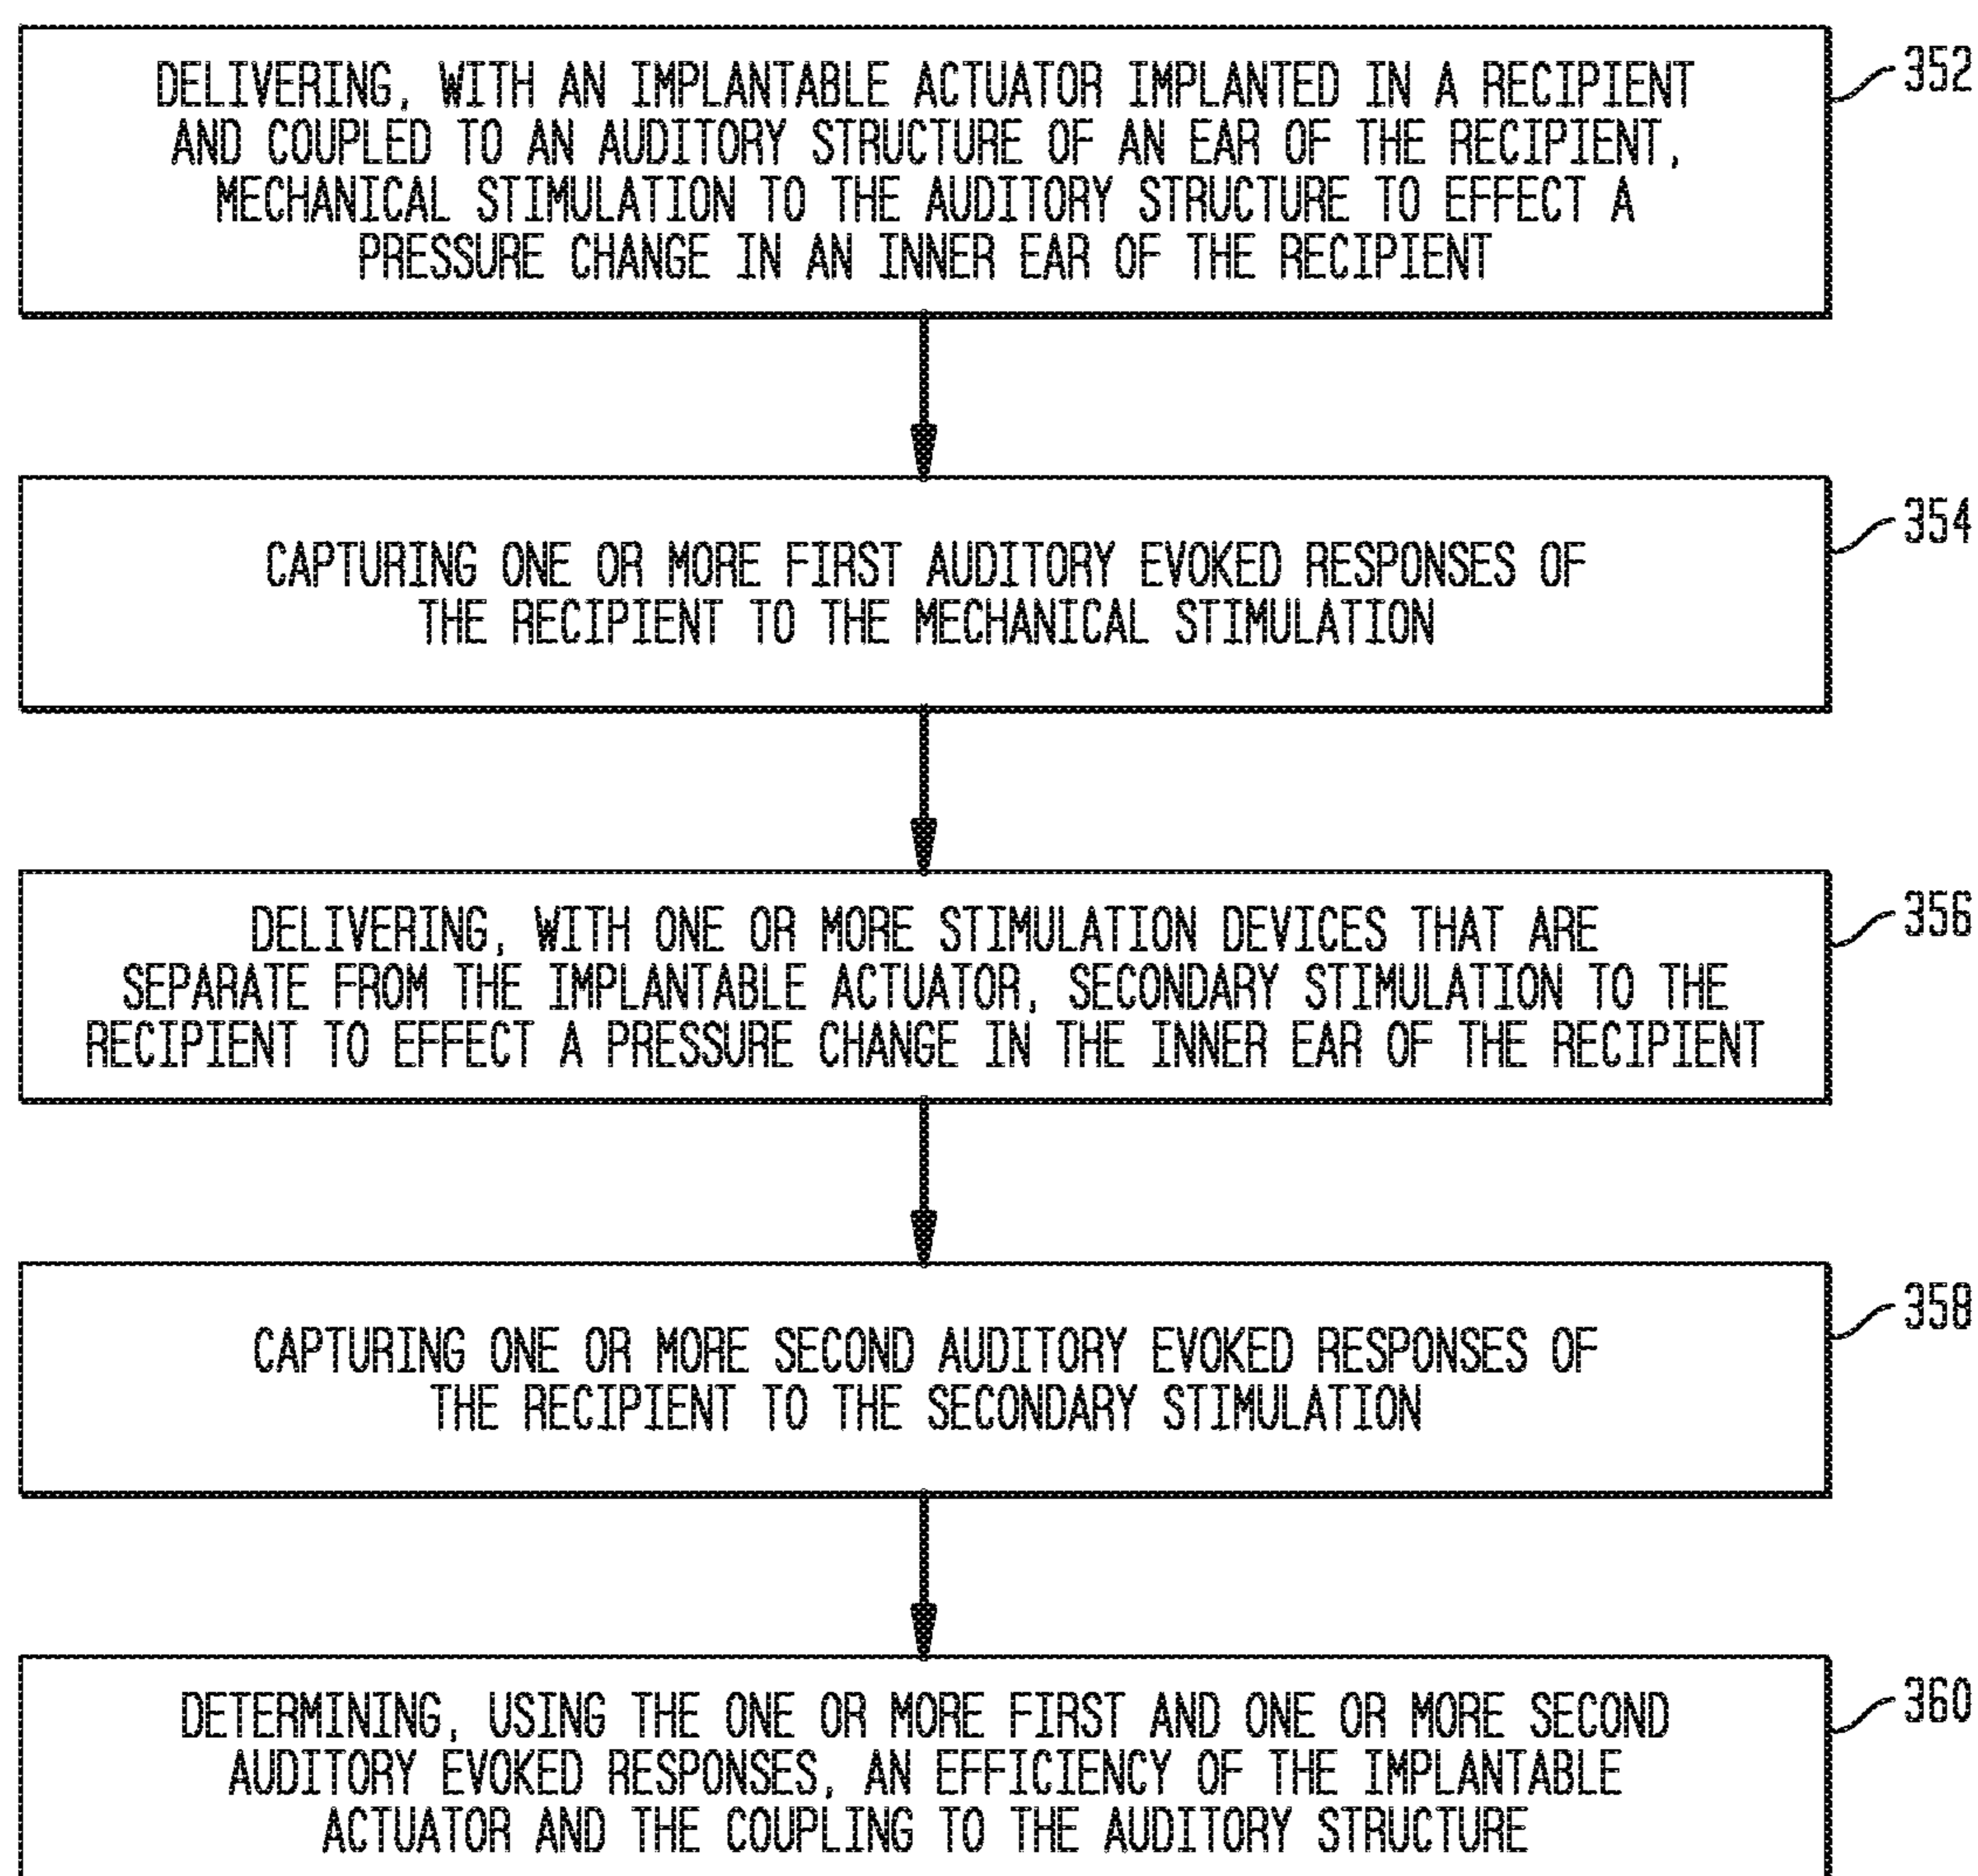 DELIVERING, WITH AN IMPLANTABLE ACTUATOR IMPLANTED IN A RECIPIENT
AND COUPLED TO AN AUDITORY STRUCTURE OF AN EAR OF THE RECIPIENT,
MECHANICAL STIMULATION TO THE AUDITORY STRUCTURE TO EFFECT A
PRESSURE CHANGE IN AN INNER EAR OF THE RECIPIENT
352
CAPTURING ONE OR MORE FIRST AUDITORY EVOKED RESPONSES OF
THE RECIPIENT TO THE MECHANICAL STIMULATION
354
DELIVERING, WITH ONE OR MORE STIMULATION DEVICES THAT ARE
SEPARATE FROM THE IMPLANTABLE ACTUATOR, SECONDARY STIMULATION TO THE
RECIPIENT TO EFFECT A PRESSURE CHANGE IN THE INNER EAR OF THE RECIPIENT
356
CAPTURING ONE OR MORE SECOND AUDITORY EVOKED RESPONSES OF
THE RECIPIENT TO THE SECONDARY STIMULATION
358
DETERMINING, USING THE ONE OR MORE FIRST AND ONE OR MORE SECOND
AUDITORY EVOKED RESPONSES, AN EFFICIENCY OF THE IMPLANTABLE
ACTUATOR AND THE COUPLING TO THE AUDITORY STRUCTURE
360